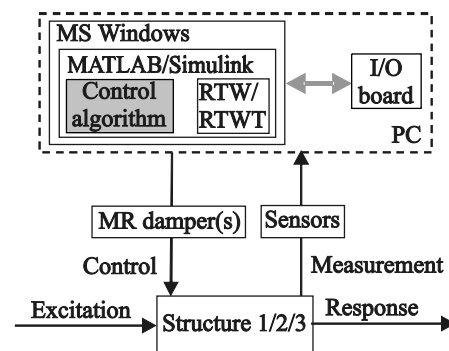 MS Windows
MATLAB/Simulink
Control
algorithm
RTW/
RTWT
I/O
board
PC
MR damper(s)
Sensors
Control
Measurement
Excitation
Structure 1/2/3
Response